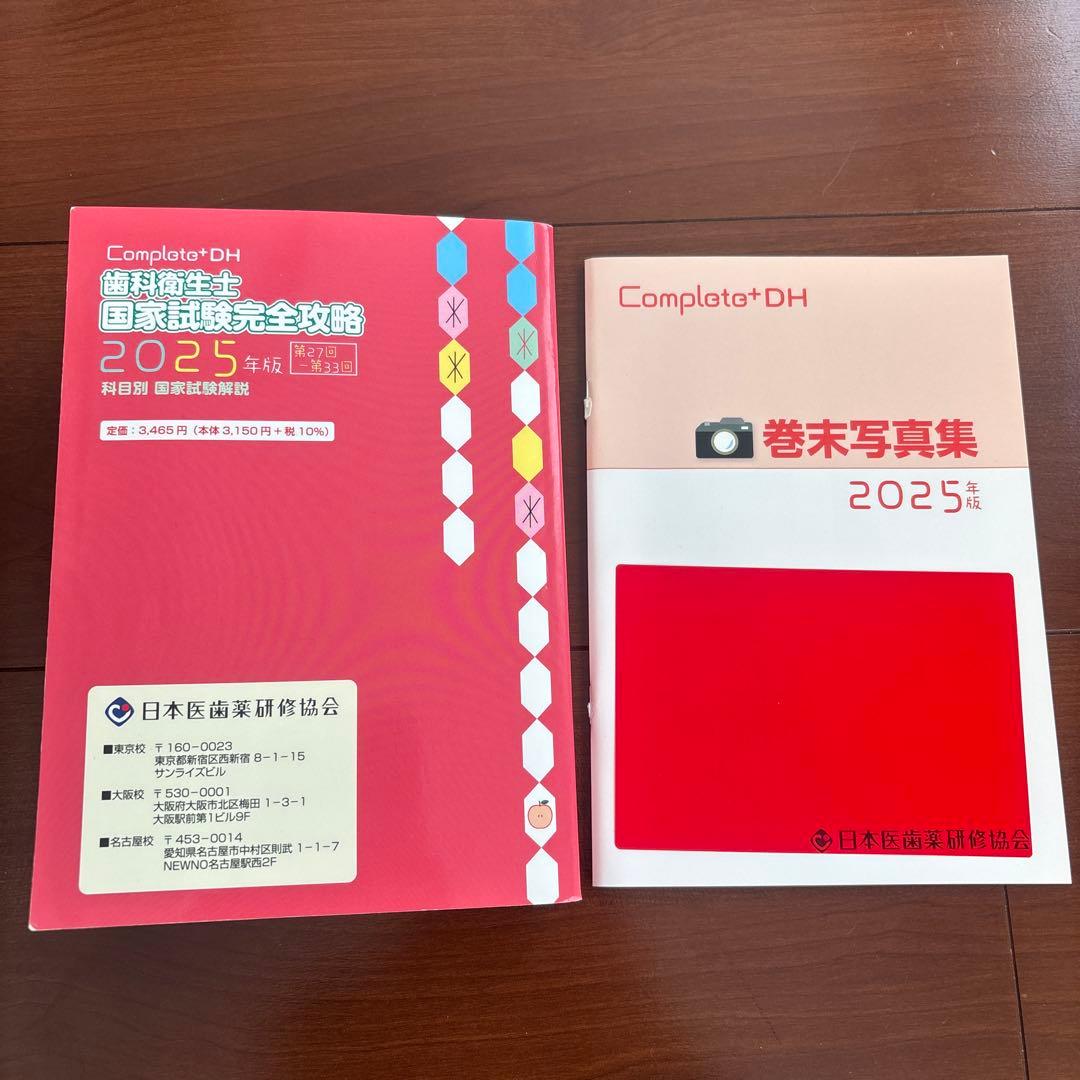 Complete+DH
歯科衛生士
国家試験完全攻略
2025年版 第27回
－第33回
科目別 国家試験解説
定価：3,465円（本体3,150円+税10%）
日本医歯薬研修協会
■東京校 〒160-0023
東京都新宿区西新宿 8-1-15
サンライズビル
■大阪校 〒530-0001
大阪府大阪市北区梅田 1-3-1
大阪駅前第1ビル9F
■名古屋校 〒453-0014
愛知県名古屋市中村区則武 1-1-7
NEWNO名古屋駅西2F
Complete+DH
巻末写真集
2025年版
日本医歯薬研修協会